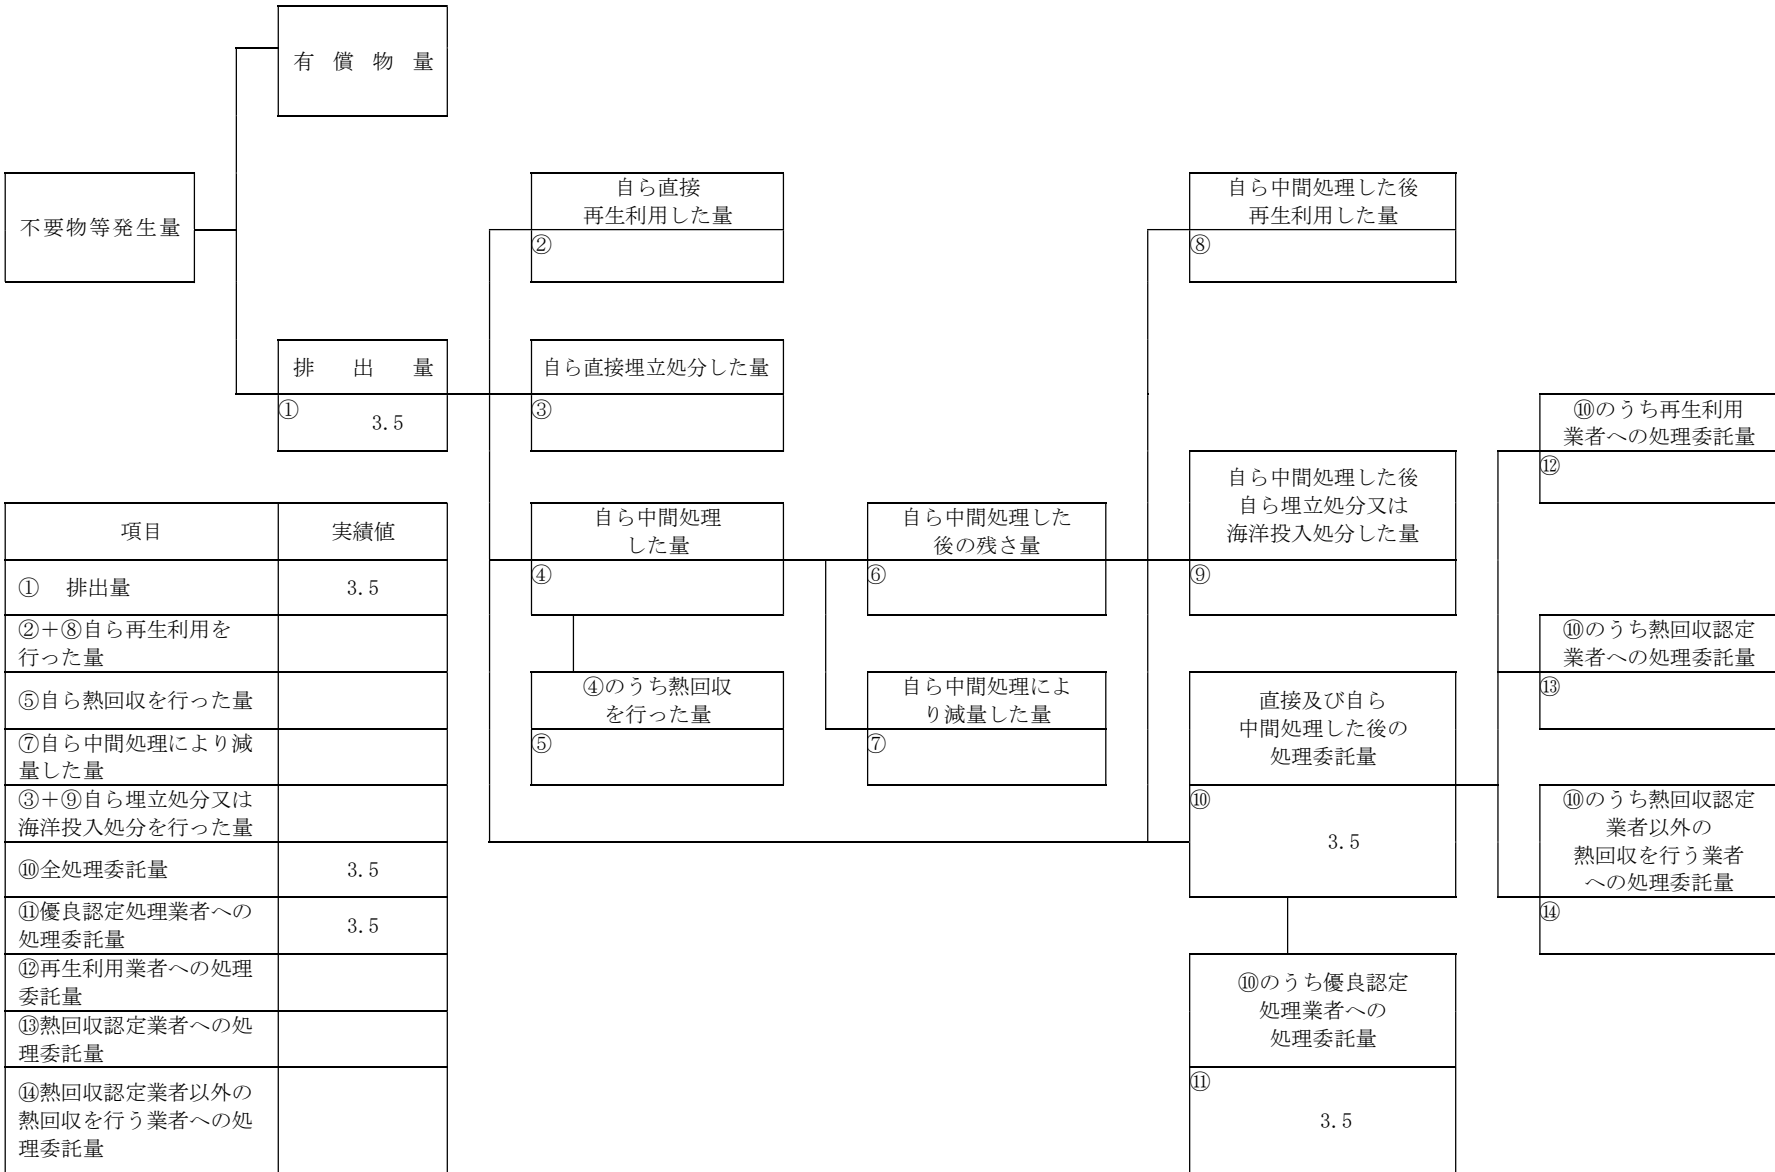 有 償 物 量
不要物等発生量
自ら直接
再生利用した量
②
自ら中間処理した後
再生利用した量
⑧
排 出 量
①
3.5
自ら直接埋立処分した量
③
⑩のうち再生利用
業者への処理委託量
⑫
自ら中間処理
した量
④
自ら中間処理した
後の残さ量
⑥
自ら中間処理した後
自ら埋立処分又は
海洋投入処分した量
⑨
④のうち熱回収
を行った量
⑤
自ら中間処理によ
り減量した量
⑦
直接及び自ら
中間処理した後の
処理委託量
⑩
3.5
⑩のうち熱回収認定
業者への処理委託量
⑬
⑩のうち熱回収認定
業者以外の
熱回収を行う業者
への処理委託量
⑭
⑩のうち優良認定
処理業者への
処理委託量
⑪
3.5
項目 実績値
① 排出量 3.5
②＋⑧自ら再生利用を
行った量
⑤自ら熱回収を行った量
⑦自ら中間処理により減
量した量
③＋⑨自ら埋立処分又は
海洋投入処分を行った量
⑩全処理委託量 3.5
⑪優良認定処理業者への
処理委託量 3.5
⑫再生利用業者への処理
委託量
⑬熱回収認定業者への処
理委託量
⑭熱回収認定業者以外の
熱回収を行う業者への処
理委託量